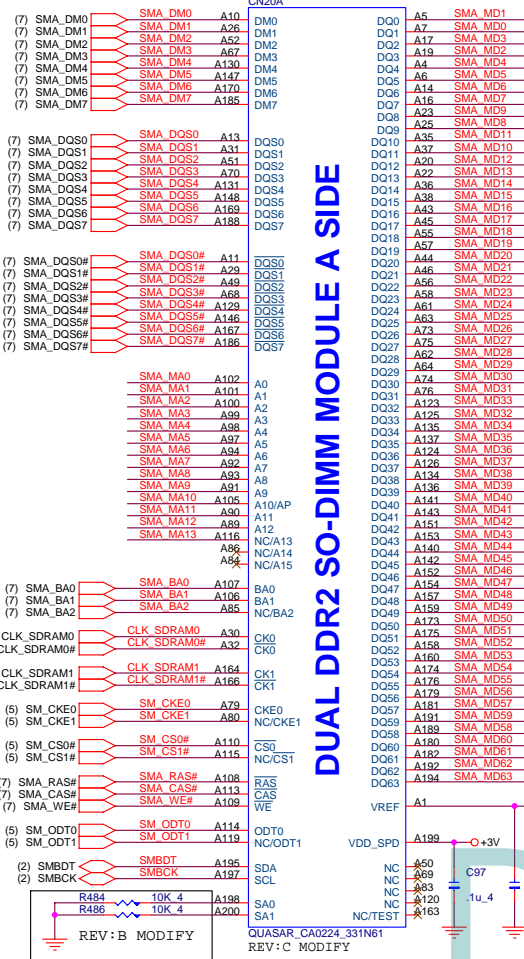 CN20A
(7) SMA_DM0 SMA_DM0 A10 DM0
(7) SMA_DM1 SMA_DM1 A26 DM1
(7) SMA_DM2 SMA_DM2 A52 DM2
(7) SMA_DM3 SMA_DM3 A67 DM3
(7) SMA_DM4 SMA_DM4 A130 DM4
(7) SMA_DM5 SMA_DM5 A147 DM5
(7) SMA_DM6 SMA_DM6 A170 DM6
(7) SMA_DM7 SMA_DM7 A185 DM7
(7) SMA_DQS0 SMA_DQS0 A13 DQS0
(7) SMA_DQS1 SMA_DQS1 A31 DQS1
(7) SMA_DQS2 SMA_DQS2 A51 DQS2
(7) SMA_DQS3 SMA_DQS3 A70 DQS3
(7) SMA_DQS4 SMA_DQS4 A131 DQS4
(7) SMA_DQS5 SMA_DQS5 A148 DQS5
(7) SMA_DQS6 SMA_DQS6 A169 DQS6
(7) SMA_DQS7 SMA_DQS7 A188 DQS7
(7) SMA_DQS0# SMA_DQS0# A11 DQS0
(7) SMA_DQS1# SMA_DQS1# A29 DQS1
(7) SMA_DQS2# SMA_DQS2# A49 DQS2
(7) SMA_DQS3# SMA_DQS3# A68 DQS3
(7) SMA_DQS4# SMA_DQS4# A129 DQS4
(7) SMA_DQS5# SMA_DQS5# A146 DQS5
(7) SMA_DQS6# SMA_DQS6# A167 DQS6
(7) SMA_DQS7# SMA_DQS7# A186 DQS7
SMA_MA0 A102 A0
SMA_MA1 A101 A1
SMA_MA2 A100 A2
SMA_MA3 A99 A3
SMA_MA4 A98 A4
SMA_MA5 A97 A5
SMA_MA6 A94 A6
SMA_MA7 A92 A7
SMA_MA8 A93 A8
SMA_MA9 A91 A9
SMA_MA10 A105 A10/AP
SMA_MA11 A90 A11
SMA_MA12 A89 A12
SMA_MA13 A116 NC/A13
A86 NC/A14
A84 NC/A15
(7) SMA_BA0 SMA_BA0 A107 BA0
(7) SMA_BA1 SMA_BA1 A106 BA1
(7) SMA_BA2 SMA_BA2 A85 NC/BA2
CLK_SDRAM0 CLK_SDRAM0 A30 CK0
CLK_SDRAM0# CLK_SDRAM0# A32 CK0
CLK_SDRAM1 CLK_SDRAM1 A164 CK1
CLK_SDRAM1# CLK_SDRAM1# A166 CK1
(5) SM_CKE0 SM_CKE0 A79 CKE0
(5) SM_CKE1 SM_CKE1 A80 NC/CKE1
(5) SM_CS0# SM_CS0# A110 CS0
(5) SM_CS1# SM_CS1# A115 NC/CS1
(7) SMA_RAS# SMA_RAS# A108 RAS
(7) SMA_CAS# SMA_CAS# A113 CAS
(7) SMA_WE# SMA_WE# A109 WE
(5) SM_ODT0 SM_ODT0 A114 ODT0
(5) SM_ODT1 SM_ODT1 A119 NC/ODT1
(2) SMBDT SMBDT A195 SDA
(2) SMBCK SMBCK A197 SCL
R484 10K_4 A198 SA0
R486 10K_4 A200 SA1
REV:B MODIFY
DUAL DDR2 SO-DIMM MODULE A SIDE
DQ0 A5 SMA_MD1
DQ1 A7 SMA_MD0
DQ2 A17 SMA_MD3
DQ3 A19 SMA_MD2
DQ4 A4 SMA_MD4
DQ5 A6 SMA_MD5
DQ6 A14 SMA_MD6
DQ7 A16 SMA_MD7
DQ8 A23 SMA_MD9
DQ9 A25 SMA_MD8
DQ10 A35 SMA_MD11
DQ11 A37 SMA_MD10
DQ12 A20 SMA_MD12
DQ13 A22 SMA_MD13
DQ14 A36 SMA_MD14
DQ15 A38 SMA_MD15
DQ16 A43 SMA_MD16
DQ17 A45 SMA_MD17
DQ18 A55 SMA_MD18
DQ19 A57 SMA_MD19
DQ20 A44 SMA_MD20
DQ21 A46 SMA_MD21
DQ22 A56 SMA_MD22
DQ23 A58 SMA_MD23
DQ24 A61 SMA_MD24
DQ25 A63 SMA_MD25
DQ26 A73 SMA_MD26
DQ27 A75 SMA_MD27
DQ28 A62 SMA_MD28
DQ29 A64 SMA_MD29
DQ30 A74 SMA_MD30
DQ31 A76 SMA_MD31
DQ32 A123 SMA_MD33
DQ33 A125 SMA_MD32
DQ34 A135 SMA_MD34
DQ35 A137 SMA_MD35
DQ36 A124 SMA_MD36
DQ37 A126 SMA_MD37
DQ38 A134 SMA_MD38
DQ39 A136 SMA_MD39
DQ40 A141 SMA_MD40
DQ41 A143 SMA_MD41
DQ42 A151 SMA_MD42
DQ43 A153 SMA_MD43
DQ44 A140 SMA_MD44
DQ45 A142 SMA_MD45
DQ46 A152 SMA_MD46
DQ47 A154 SMA_MD47
DQ48 A157 SMA_MD48
DQ49 A159 SMA_MD49
DQ50 A173 SMA_MD50
DQ51 A175 SMA_MD51
DQ52 A158 SMA_MD52
DQ53 A160 SMA_MD53
DQ54 A174 SMA_MD54
DQ55 A176 SMA_MD55
DQ56 A179 SMA_MD56
DQ57 A181 SMA_MD57
A191 SMA_MD59
DQ59 A189 SMA_MD58
DQ60 A180 SMA_MD60
DQ61 A182 SMA_MD61
DQ62 A192 SMA_MD62
DQ63 A194 SMA_MD63
VREF A1
VDD_SPD A199 +3V
NC A50
NC A69
NC A83
NC A120
NC/TEST A163
C97
.1u_4
QUASAR_CA0224_331N61
REV:C MODIFY